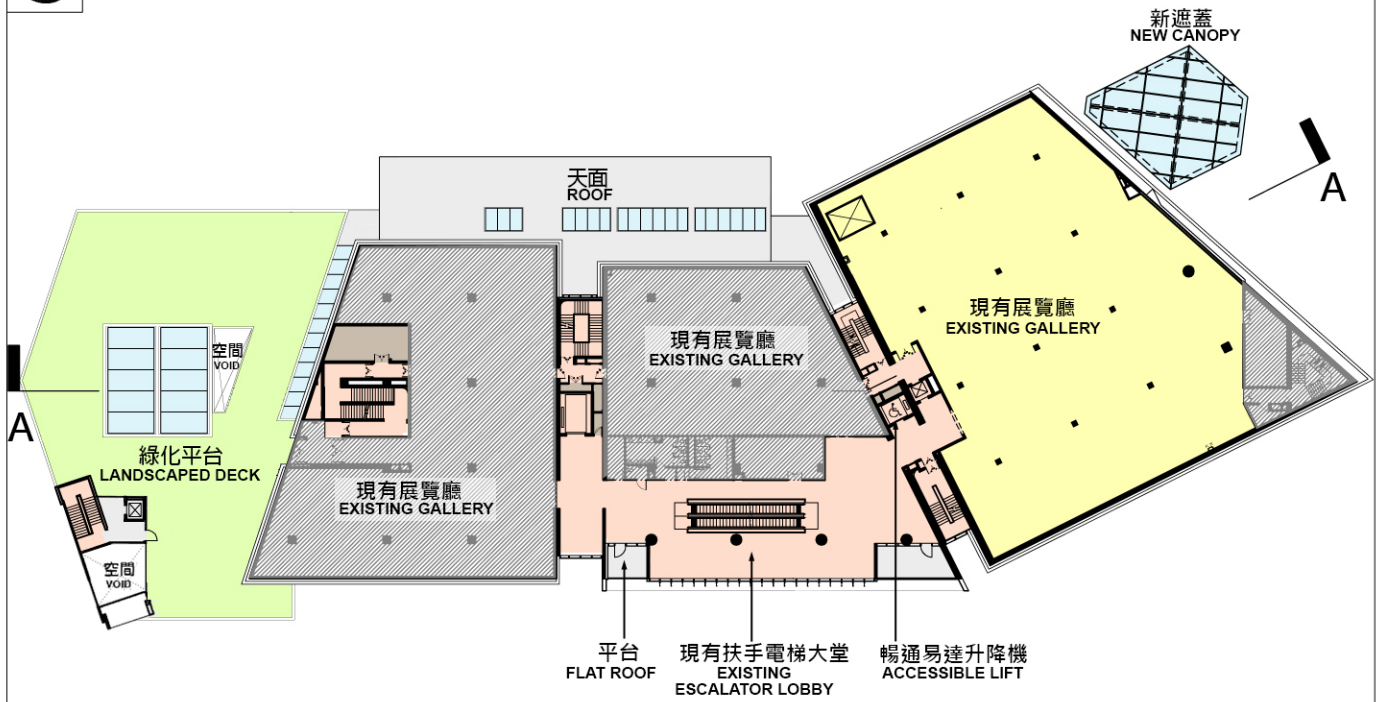 新遮蓋
NEW CANOPY
天面
ROOF
A
現有展覽廳
EXISTING GALLERY
現有展覽廳
EXISTING GALLERY
空間
VOID
A
綠化平台
LANDSCAPED DECK
現有展覽廳
EXISTING GALLERY
空間
VOID
平台
FLAT ROOF
現有扶手電梯大堂
EXISTING
ESCALATOR LOBBY
暢通易達升降機
ACCESSIBLE LIFT